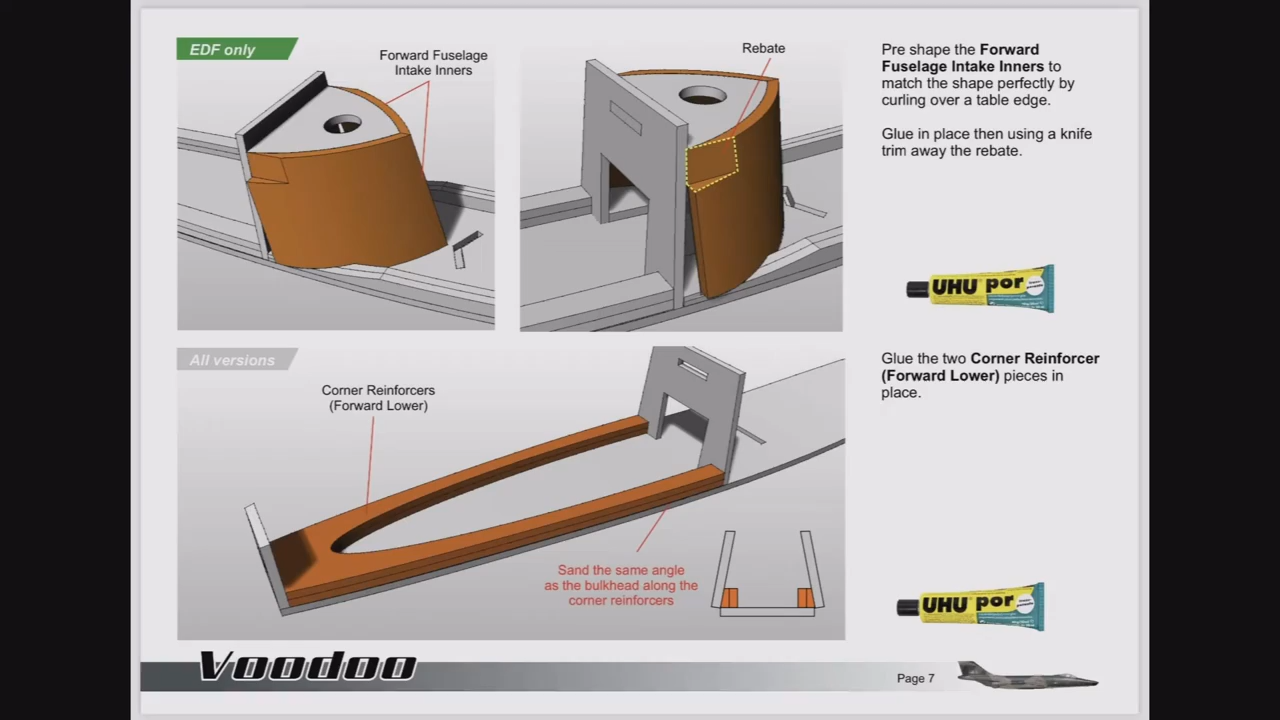 EDF only
Forward Fuselage
Intake Inners
Rebate
Pre shape the Forward
Fuselage Intake Inners to
match the shape perfectly by
curling over a table edge.
Glue in place then using a knife
trim away the rebate.
UHU por
All versions
Corner Reinforcers
(Forward Lower)
Sand the same angle
as the bulkhead along the
corner reinforcers
Glue the two Corner Reinforcer
(Forward Lower) pieces in
place.
UHU por
Voodoo
Page 7